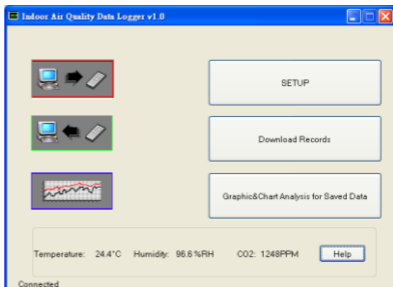 Indoor Air Quality Data Logger v1.0
SETUP
Download Records
Graphic&Chart Analysis for Saved Data
Temperature: 24.4°C Humidity: 96.6%RH CO2: 1248PPM Help
Connected